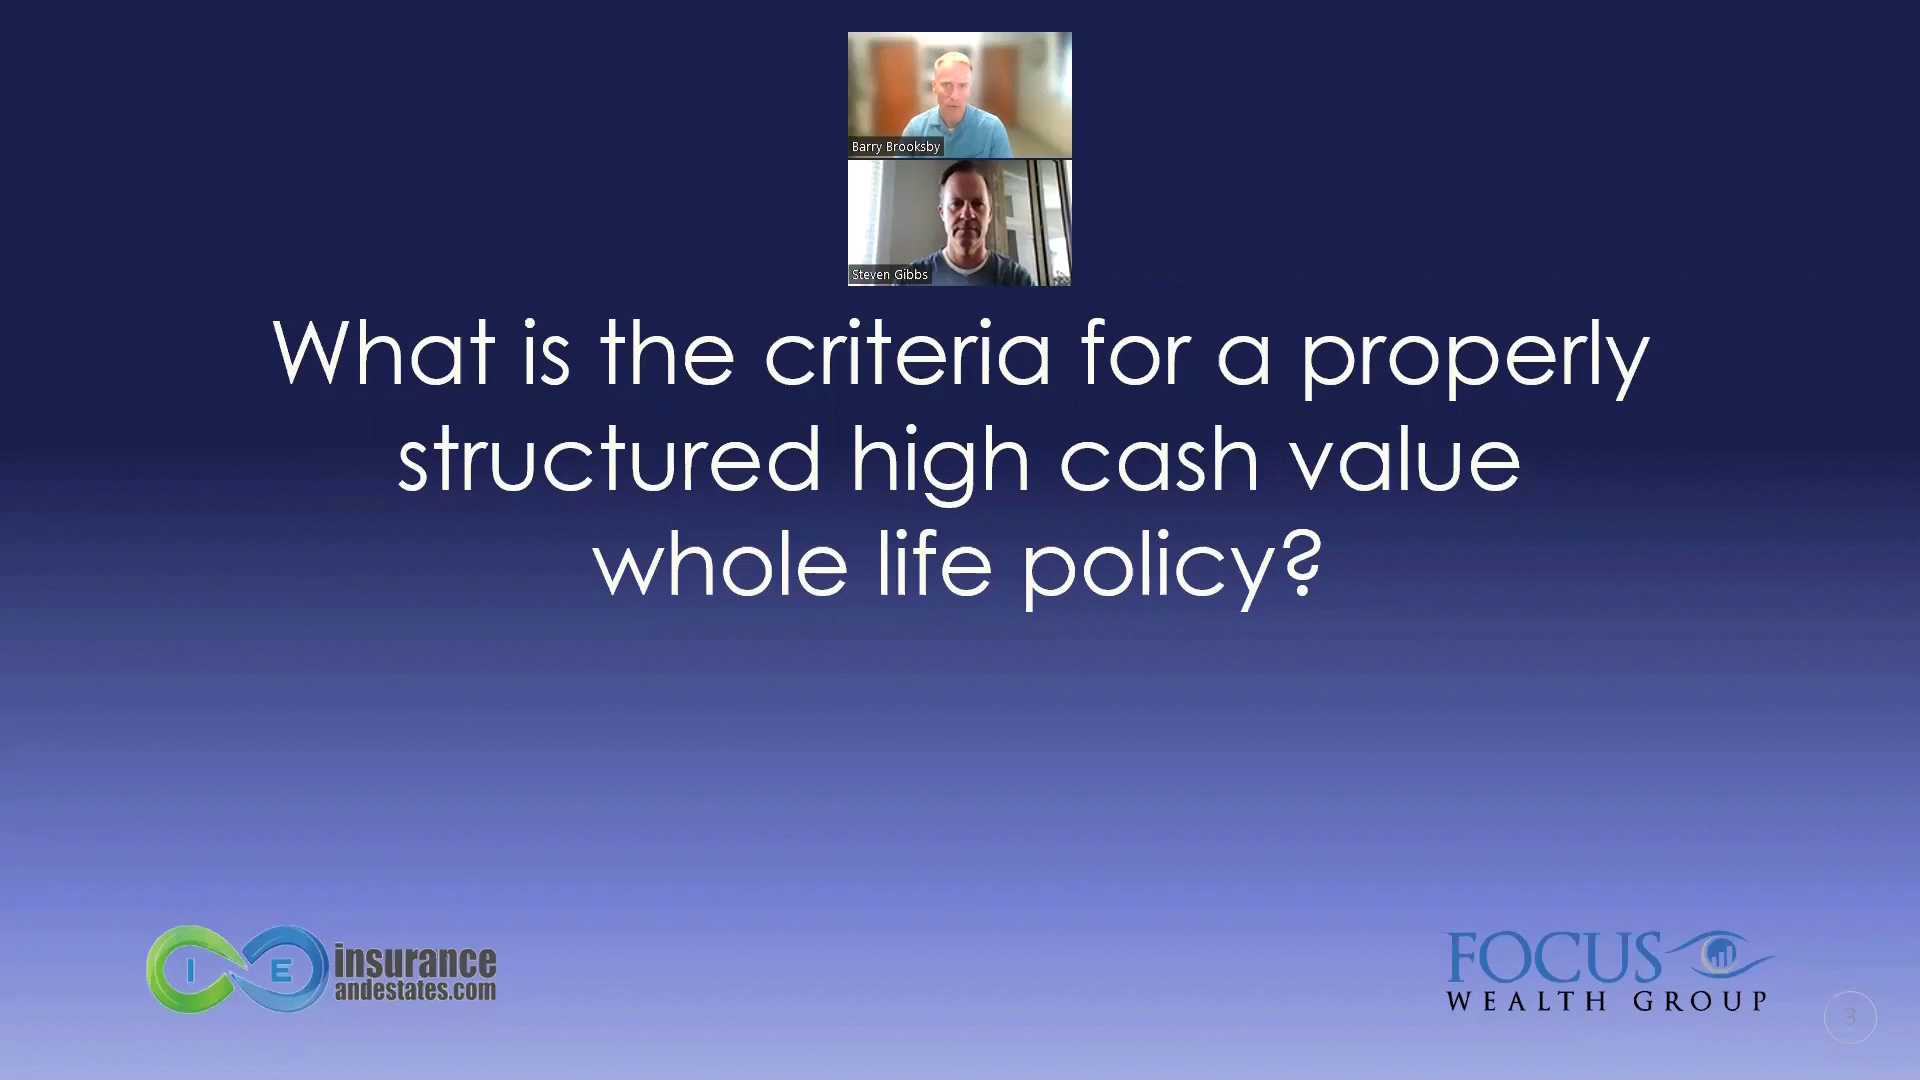 Barry Brooksby
Steven Gibbs
What is the criteria for a properly
structured high cash value
whole life policy?
I E
insurance
andestates.com
FOCUS
WEALTH GROUP
3